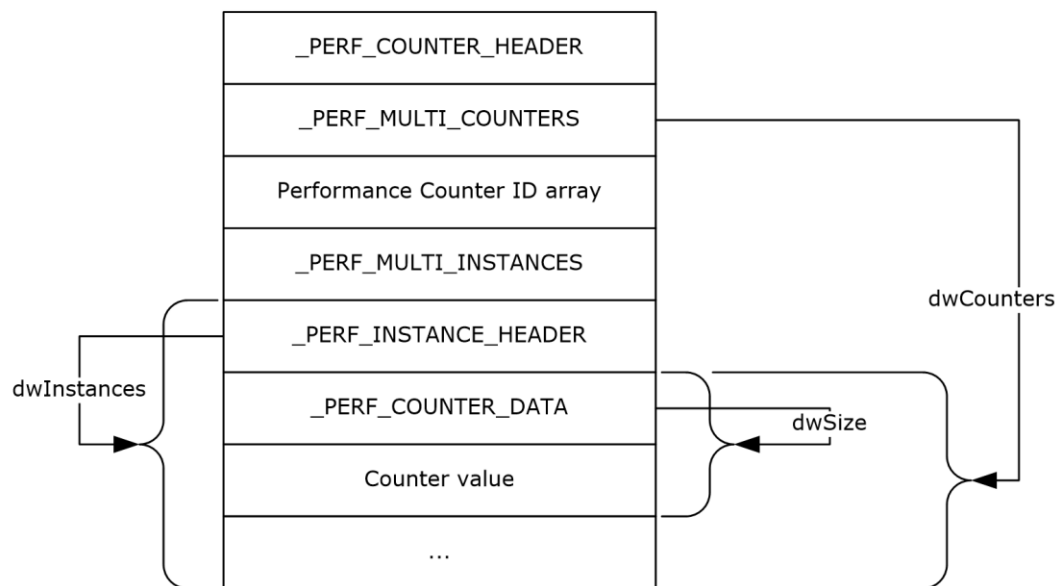 _PERF_COUNTER_HEADER
_PERF_MULTI_COUNTERS
Performance Counter ID array
_PERF_MULTI_INSTANCES
dwCounters
_PERF_INSTANCE_HEADER
dwInstances
_PERF_COUNTER_DATA
dwSize
Counter value
...